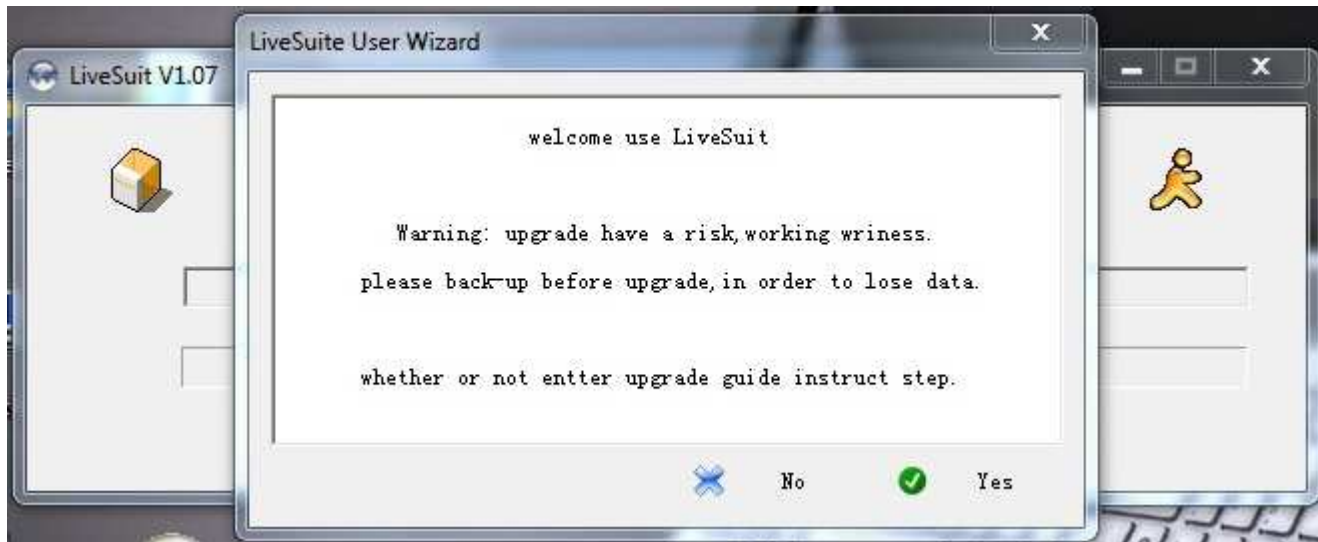 LiveSuite User Wizard
LiveSuit V1.07
welcome use LiveSuit
Warning: upgrade have a risk,working wriness.
please back-up before upgrade,in order to lose data.
whether or not entter upgrade guide instruct step.
No
Yes